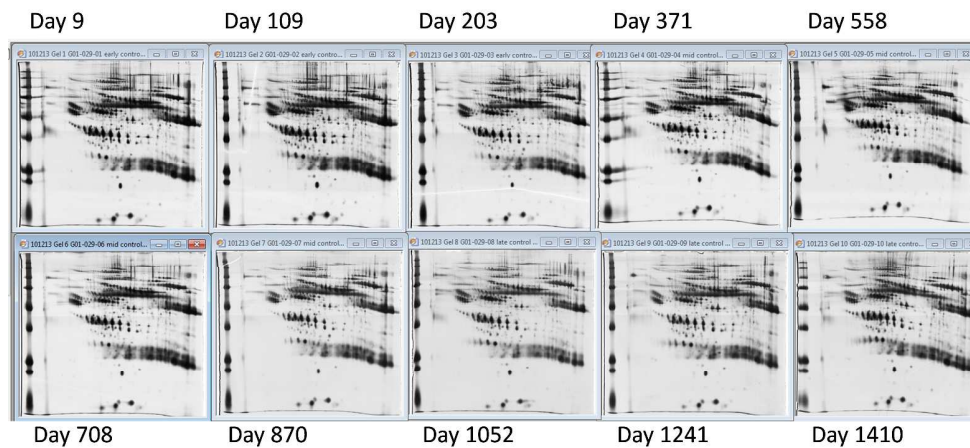 Day 9 Day 109 Day 203 Day 371 Day 558
101213 Gel 1 G01-029-01 early contro... 101213 Gel 2 G01-029-02 early control... 101213 Gel 3 G01-029-03 early contro... 101213 Gel 4 G01-029-04 mid control... 101213 Gel 5 G01-029-05 mid control...
101213 Gel 6 G01-029-06 mid control... 101213 Gel 7 G01-029-07 mid control... 101213 Gel 8 G01-029-08 late control ... 101213 Gel 9 G01-029-09 late control ... 101213 Gel 10 G01-029-10 late contro...
Day 708 Day 870 Day 1052 Day 1241 Day 1410